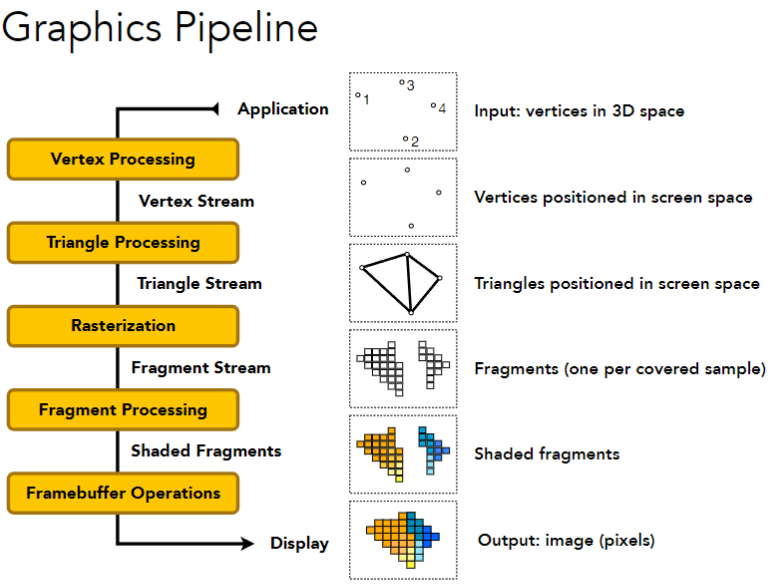 Graphics Pipeline
Application
1
3
4
2
Input: vertices in 3D space
Vertex Processing
Vertex Stream
Vertices positioned in screen space
Triangle Processing
Triangle Stream
Triangles positioned in screen space
Rasterization
Fragment Stream
Fragments (one per covered sample)
Fragment Processing
Shaded Fragments
Shaded fragments
Framebuffer Operations
Display
Output: image (pixels)